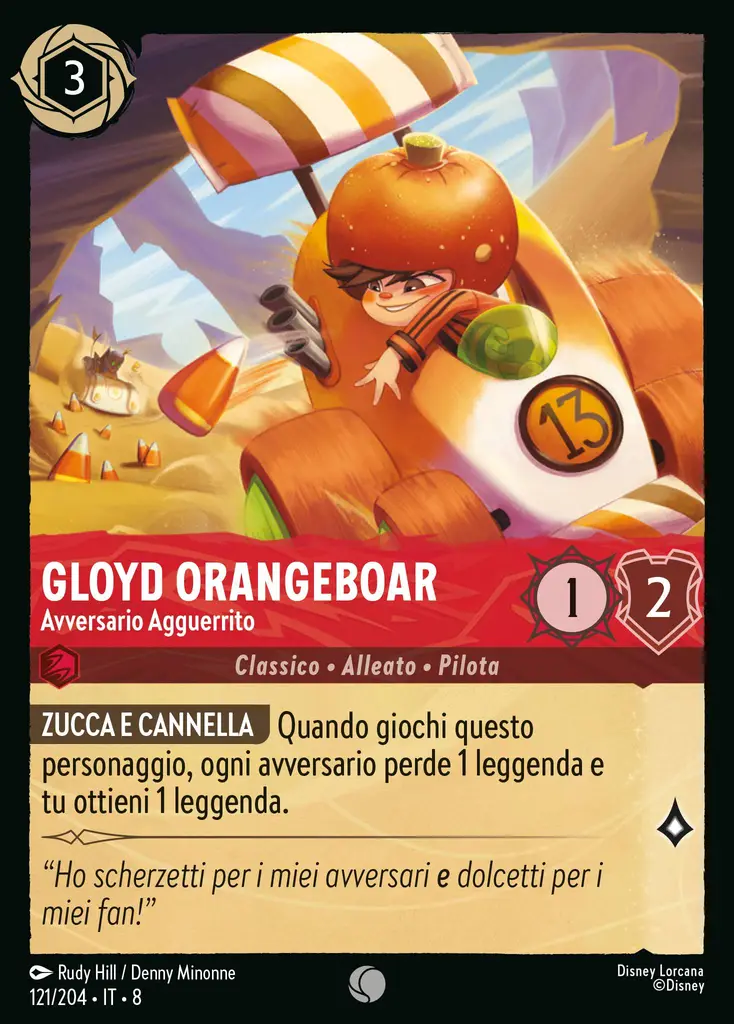 3
13
GLOYD ORANGEBOAR
Avversario Agguerrito
1
2
Classico • Alleato • Pilota
ZUCCA E CANNELLA Quando giochi questo
personaggio, ogni avversario perde 1 leggenda e
tu ottieni 1 leggenda.
“Ho scherzetti per i miei avversari e dolcetti per i
miei fan!”
Rudy Hill / Denny Minonne
121/204 • IT • 8
Disney Lorcana
©Disney